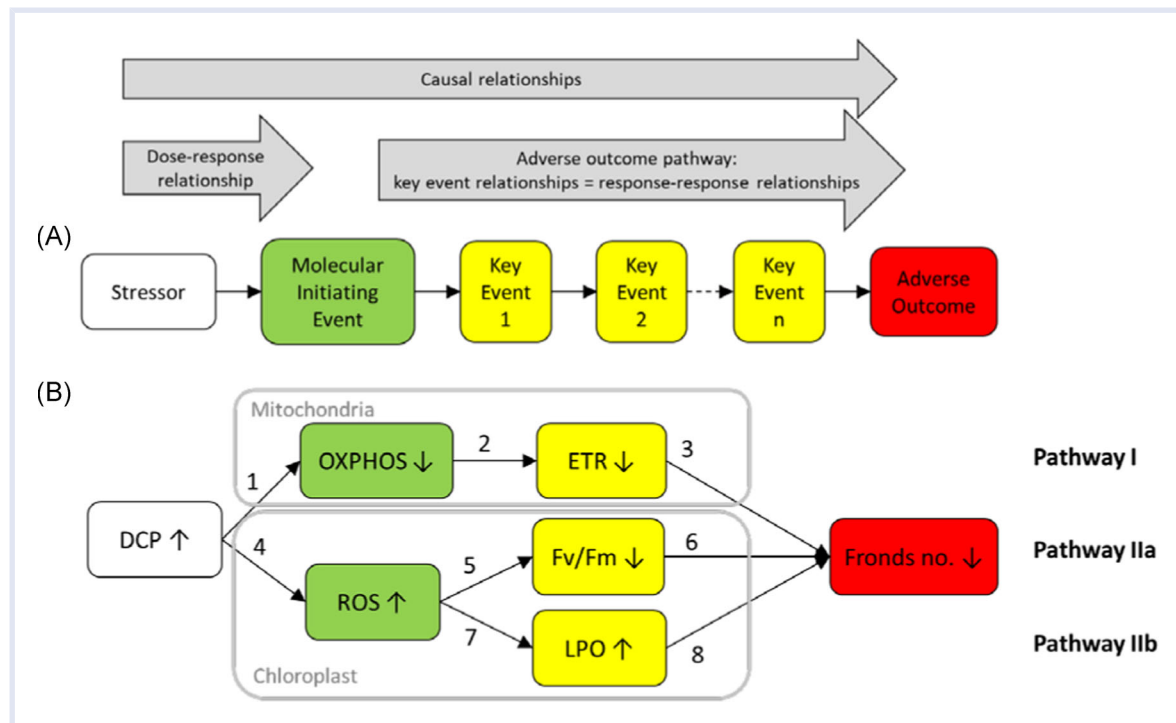 Causal relationships
Dose-response
relationship
Adverse outcome pathway:
key event relationships = response-response relationships
(A)
Stressor
Molecular
Initiating
Event
Key
Event
1
Key
Event
2
Key
Event
n
Adverse
Outcome
(B)
Mitochondria
OXPHOS ↓
2
ETR ↓
3
Pathway I
1
DCP ↑
4
5
Fv/Fm ↓
6
Fronds no. ↓
Pathway IIa
ROS ↑
7
LPO ↑
8
Pathway IIb
Chloroplast